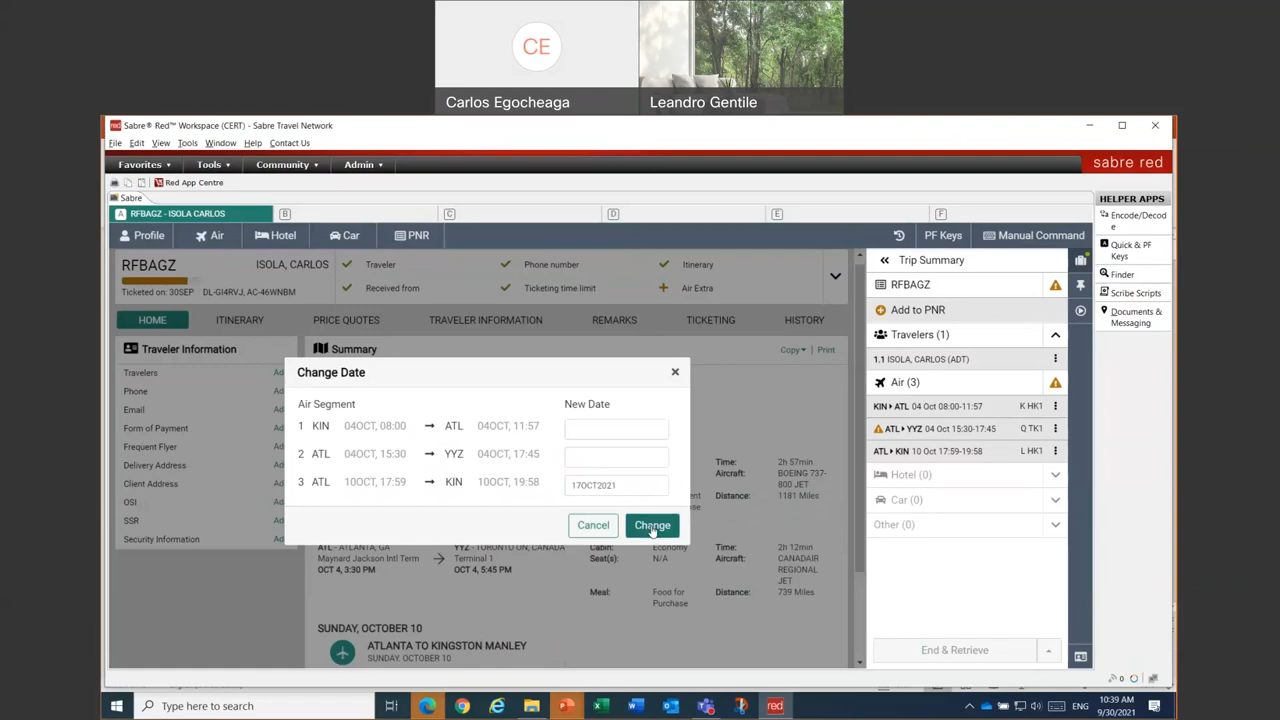 CE
Carlos Egocheaga
Leandro Gentile
red Sabre® Red™ Workspace (CERT) - Sabre Travel Network
File Edit View Tools Window Help Contact Us
Favorites Tools Community Admin
sabre red
Red App Centre
Sabre
A RFBAGZ - ISOLA CARLOS B C D E F
Profile Air Hotel Car PNR PF Keys Manual Command
RFBAGZ ISOLA, CARLOS
Ticketed on: 30SEP DL-GI4RVJ, AC-46WNBM
Traveler Phone number Itinerary
Received from Ticketing time limit Air Extra
HOME ITINERARY PRICE QUOTES TRAVELER INFORMATION REMARKS TICKETING HISTORY
Traveler Information
Travelers
Phone
Email
Form of Payment
Frequent Flyer
Delivery Address
Client Address
OSI
SSR
Security Information
Summary
Copy Print
Change Date
Air Segment New Date
1 KIN 04OCT, 08:00 ATL 04OCT, 11:57
2 ATL 04OCT, 15:30 YYZ 04OCT, 17:45
3 ATL 10OCT, 17:59 KIN 10OCT, 19:58 17OCT2021
Cancel Change
Time: 2h 57min
Aircraft: BOEING 737-
800 JET
Distance: 1181 Miles
ATL - ATLANTA, GA
Maynard Jackson Intl Term
OCT 4, 3:30 PM
YYZ - TORONTO ON, CANADA
Terminal 1
OCT 4, 5:45 PM
Cabin: Economy
Seat(s): N/A
Meal: Food for
Purchase
Time: 2h 12min
Aircraft: CANADAIR
REGIONAL
JET
Distance: 739 Miles
SUNDAY, OCTOBER 10
ATLANTA TO KINGSTON MANLEY
SUNDAY, OCTOBER 10
Trip Summary
RFBAGZ
Add to PNR
Travelers (1)
1.1 ISOLA, CARLOS (ADT)
Air (3)
KIN ATL 04 Oct 08:00-11:57 K HK1
ATL YYZ 04 Oct 15:30-17:45 Q TK1
ATL KIN 10 Oct 17:59-19:58 L HK1
Hotel (0)
Car (0)
Other (0)
End & Retrieve
HELPER APPS
Encode/Decod
e
Quick & PF
Keys
Finder
Scribe Scripts
Documents &
Messaging
0
Type here to search
red
ENG
10:39 AM
9/30/2021